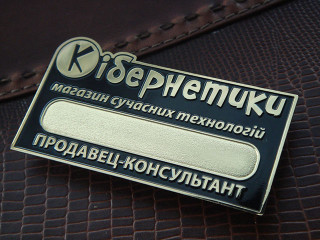 Кібернетики
магазин сучасних технологій
ПРОДАВЕЦ-КОНСУЛЬТАНТ